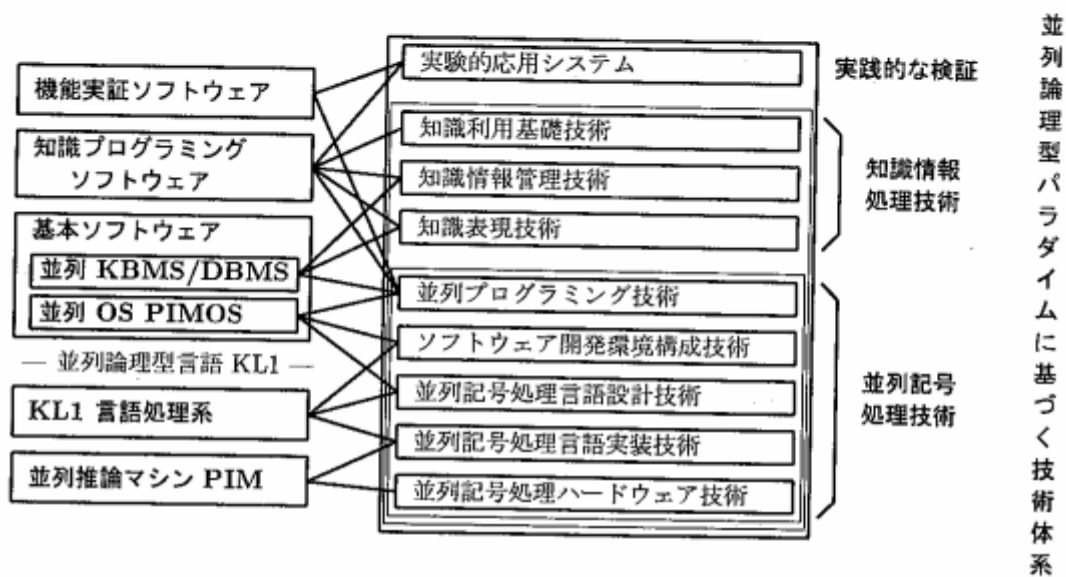 機能実証ソフトウェア
知識プログラミング
ソフトウェア
基本ソフトウェア
並列 KBMS/DBMS
並列 OS PIMOS
— 並列論理型言語 KL1 —
KL1 言語処理系
並列推論マシン PIM
実験的応用システム
知識利用基礎技術
知識情報管理技術
知識表現技術
並列プログラミング技術
ソフトウェア開発環境構成技術
並列記号処理言語設計技術
並列記号処理言語実装技術
並列記号処理ハードウェア技術
実践的な検証
知識情報
処理技術
並列記号
処理技術
並列論理型パラダイムに基づく技術体系